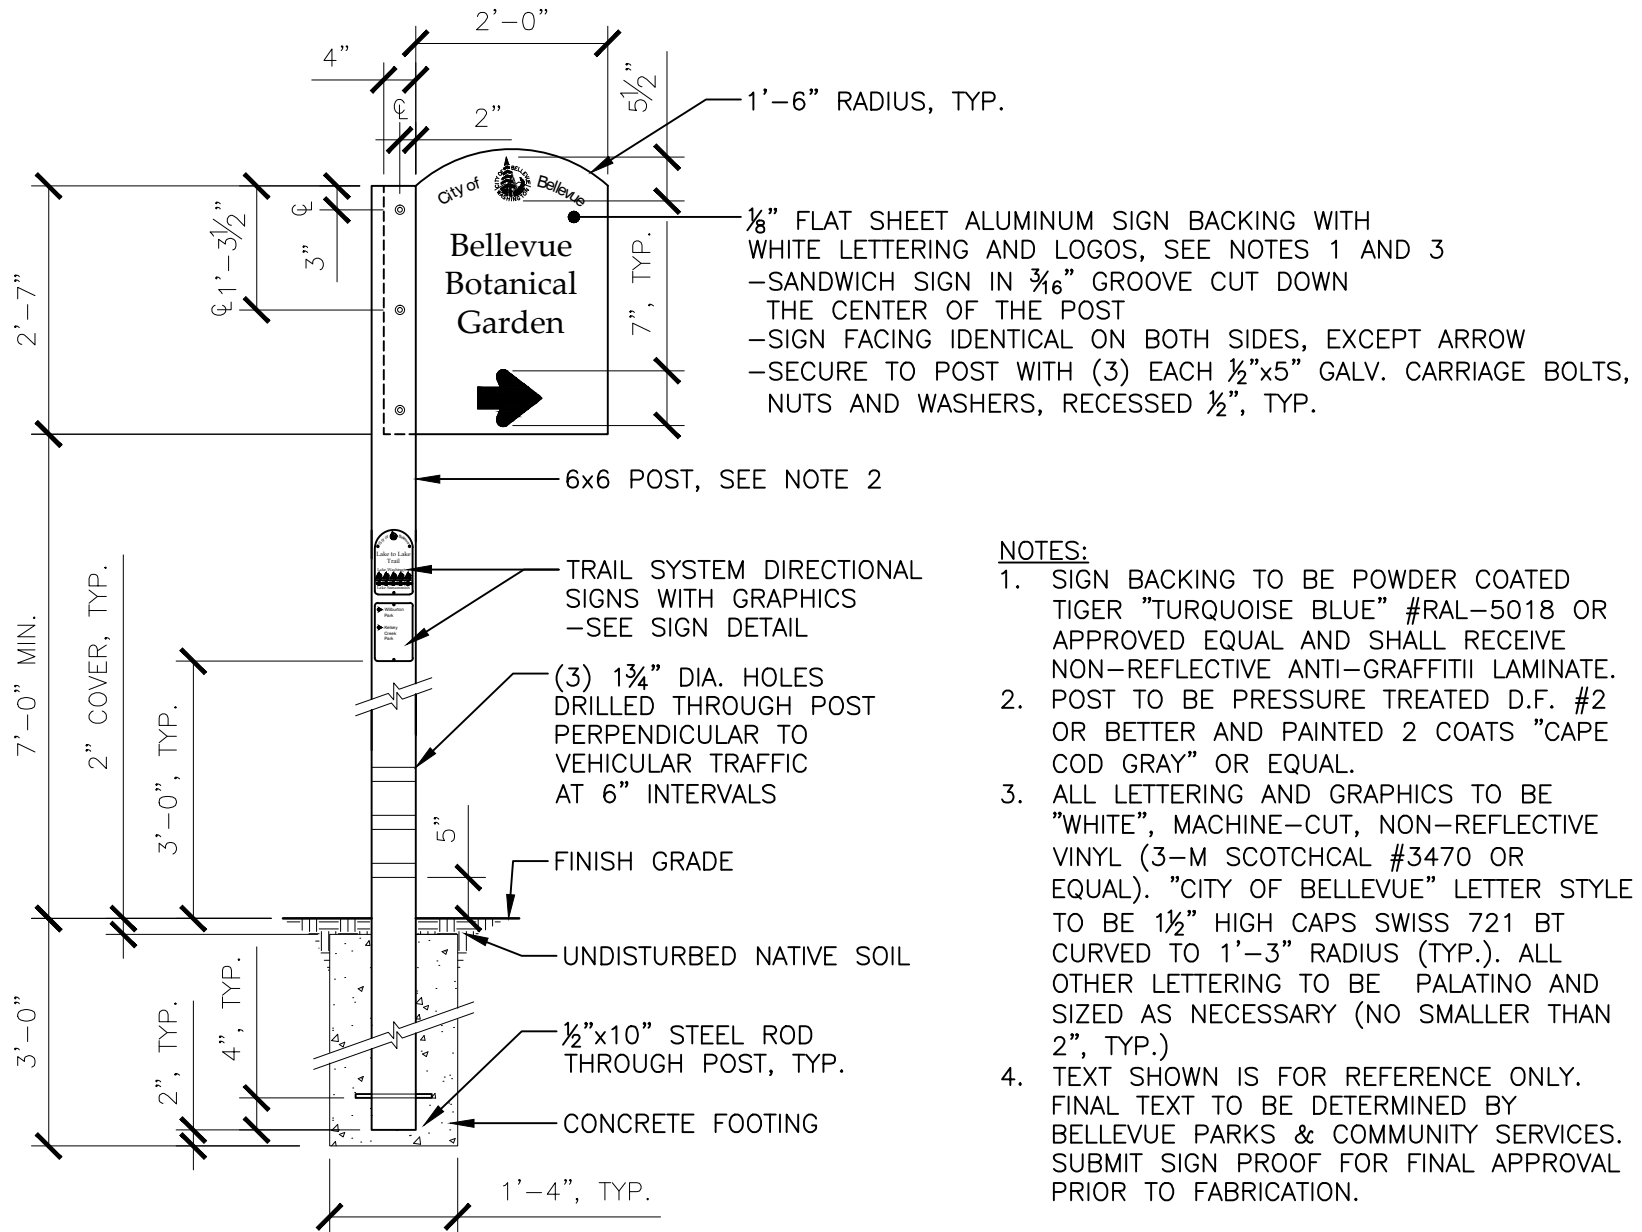 2'-0"
4"
5½"
℄
2"
1'-6" RADIUS, TYP.
City of Bellevue
℄
3"
℄ 1'-3½"
2'-7"
Bellevue
Botanical
Garden
7", TYP.
⅛" FLAT SHEET ALUMINUM SIGN BACKING WITH
WHITE LETTERING AND LOGOS, SEE NOTES 1 AND 3
-SANDWICH SIGN IN 3/16" GROOVE CUT DOWN
THE CENTER OF THE POST
-SIGN FACING IDENTICAL ON BOTH SIDES, EXCEPT ARROW
-SECURE TO POST WITH (3) EACH ½"x5" GALV. CARRIAGE BOLTS,
NUTS AND WASHERS, RECESSED ½", TYP.
6x6 POST, SEE NOTE 2
Lake to Lake
Trail
Wilburton
Park
Kelsey
Creek
Park
TRAIL SYSTEM DIRECTIONAL
SIGNS WITH GRAPHICS
-SEE SIGN DETAIL
(3) 1¾" DIA. HOLES
DRILLED THROUGH POST
PERPENDICULAR TO
VEHICULAR TRAFFIC
AT 6" INTERVALS
7'-0" MIN.
2" COVER, TYP.
3'-0", TYP.
5"
FINISH GRADE
UNDISTURBED NATIVE SOIL
3'-0"
2", TYP.
4", TYP.
½"x10" STEEL ROD
THROUGH POST, TYP.
CONCRETE FOOTING
1'-4", TYP.
NOTES:
1. SIGN BACKING TO BE POWDER COATED
TIGER "TURQUOISE BLUE" #RAL-5018 OR
APPROVED EQUAL AND SHALL RECEIVE
NON-REFLECTIVE ANTI-GRAFFITII LAMINATE.
2. POST TO BE PRESSURE TREATED D.F. #2
OR BETTER AND PAINTED 2 COATS "CAPE
COD GRAY" OR EQUAL.
3. ALL LETTERING AND GRAPHICS TO BE
"WHITE", MACHINE-CUT, NON-REFLECTIVE
VINYL (3-M SCOTCHCAL #3470 OR
EQUAL). "CITY OF BELLEVUE" LETTER STYLE
TO BE 1½" HIGH CAPS SWISS 721 BT
CURVED TO 1'-3" RADIUS (TYP.). ALL
OTHER LETTERING TO BE PALATINO AND
SIZED AS NECESSARY (NO SMALLER THAN
2", TYP.)
4. TEXT SHOWN IS FOR REFERENCE ONLY.
FINAL TEXT TO BE DETERMINED BY
BELLEVUE PARKS & COMMUNITY SERVICES.
SUBMIT SIGN PROOF FOR FINAL APPROVAL
PRIOR TO FABRICATION.